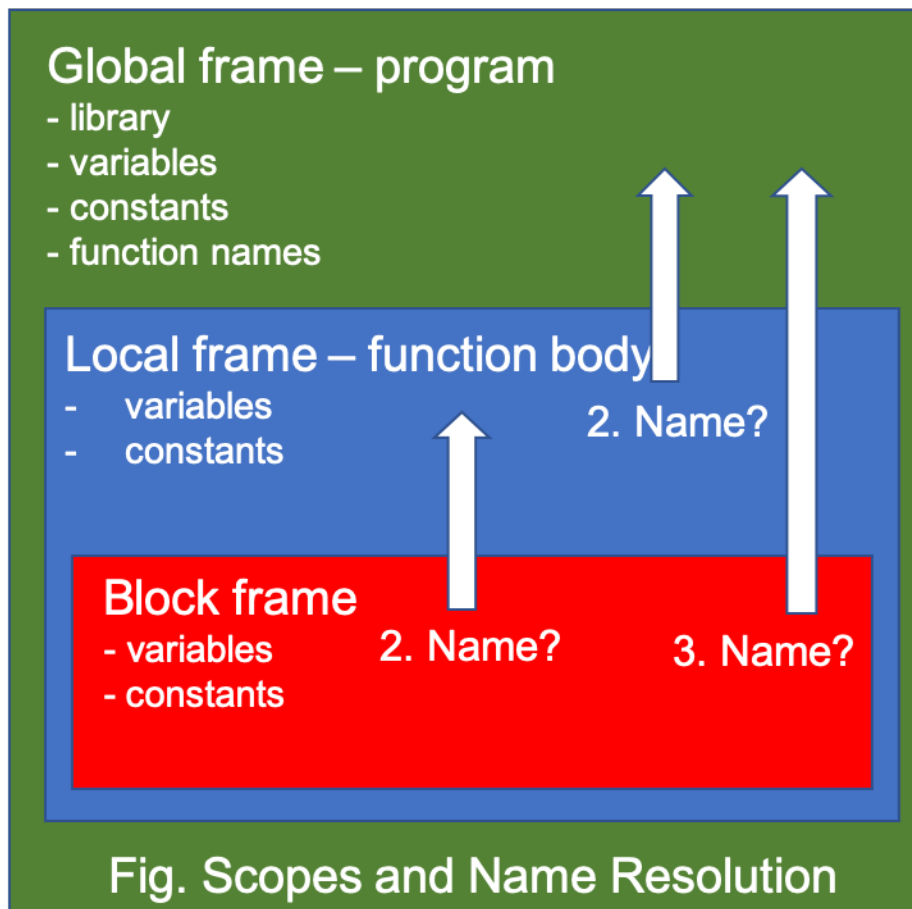 Global frame – program
- library
- variables
- constants
- function names
Local frame – function body
- variables
- constants
2. Name?
Block frame
- variables
- constants
2. Name?
3. Name?
Fig. Scopes and Name Resolution